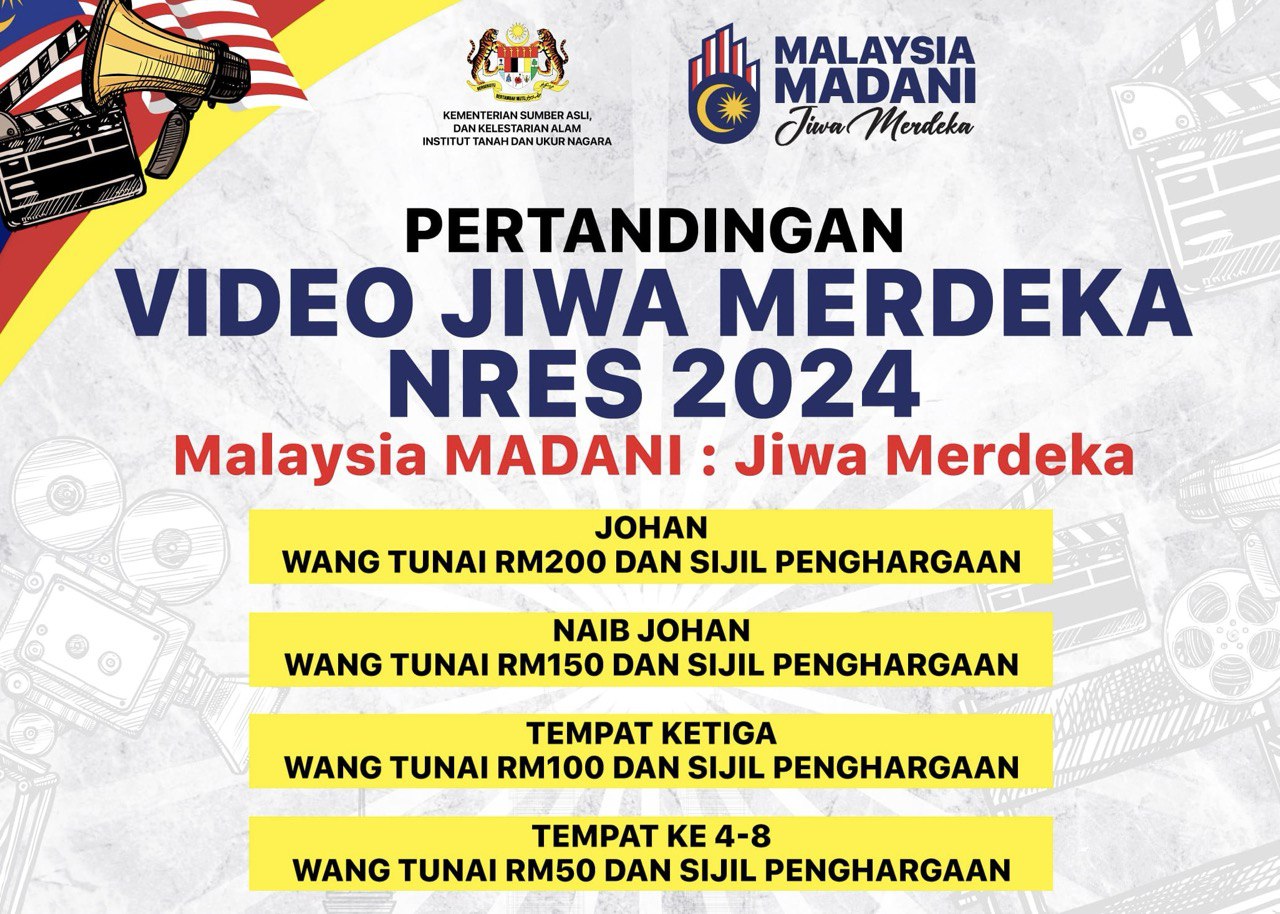 KEMENTERIAN SUMBER ASLI,
DAN KELESTARIAN ALAM
INSTITUT TANAH DAN UKUR NAGARA
MALAYSIA
MADANI
Jiwa Merdeka
PERTANDINGAN
VIDEO JIWA MERDEKA
NRES 2024
Malaysia MADANI : Jiwa Merdeka
JOHAN
WANG TUNAI RM200 DAN SIJIL PENGHARGAAN
NAIB JOHAN
WANG TUNAI RM150 DAN SIJIL PENGHARGAAN
TEMPAT KETIGA
WANG TUNAI RM100 DAN SIJIL PENGHARGAAN
TEMPAT KE 4-8
WANG TUNAI RM50 DAN SIJIL PENGHARGAAN